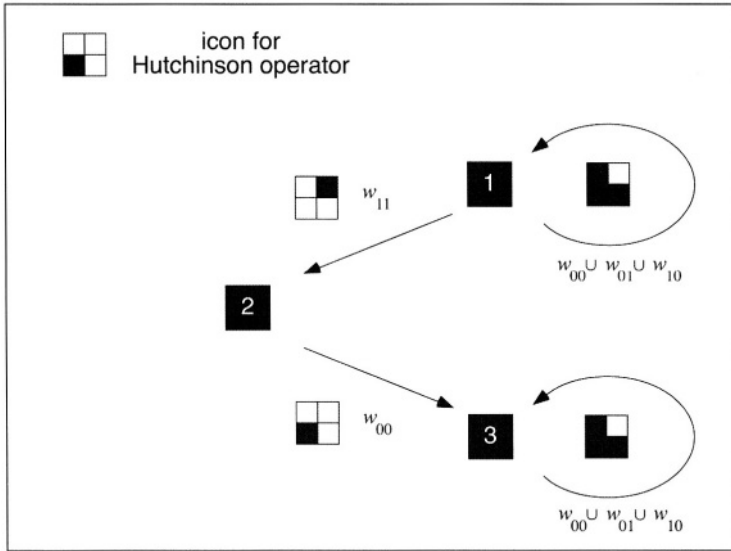 icon for
Hutchinson operator
1
w₁₁
w₀₀ ∪ w₀₁ ∪ w₁₀
2
w₀₀
3
w₀₀ ∪ w₀₁ ∪ w₁₀